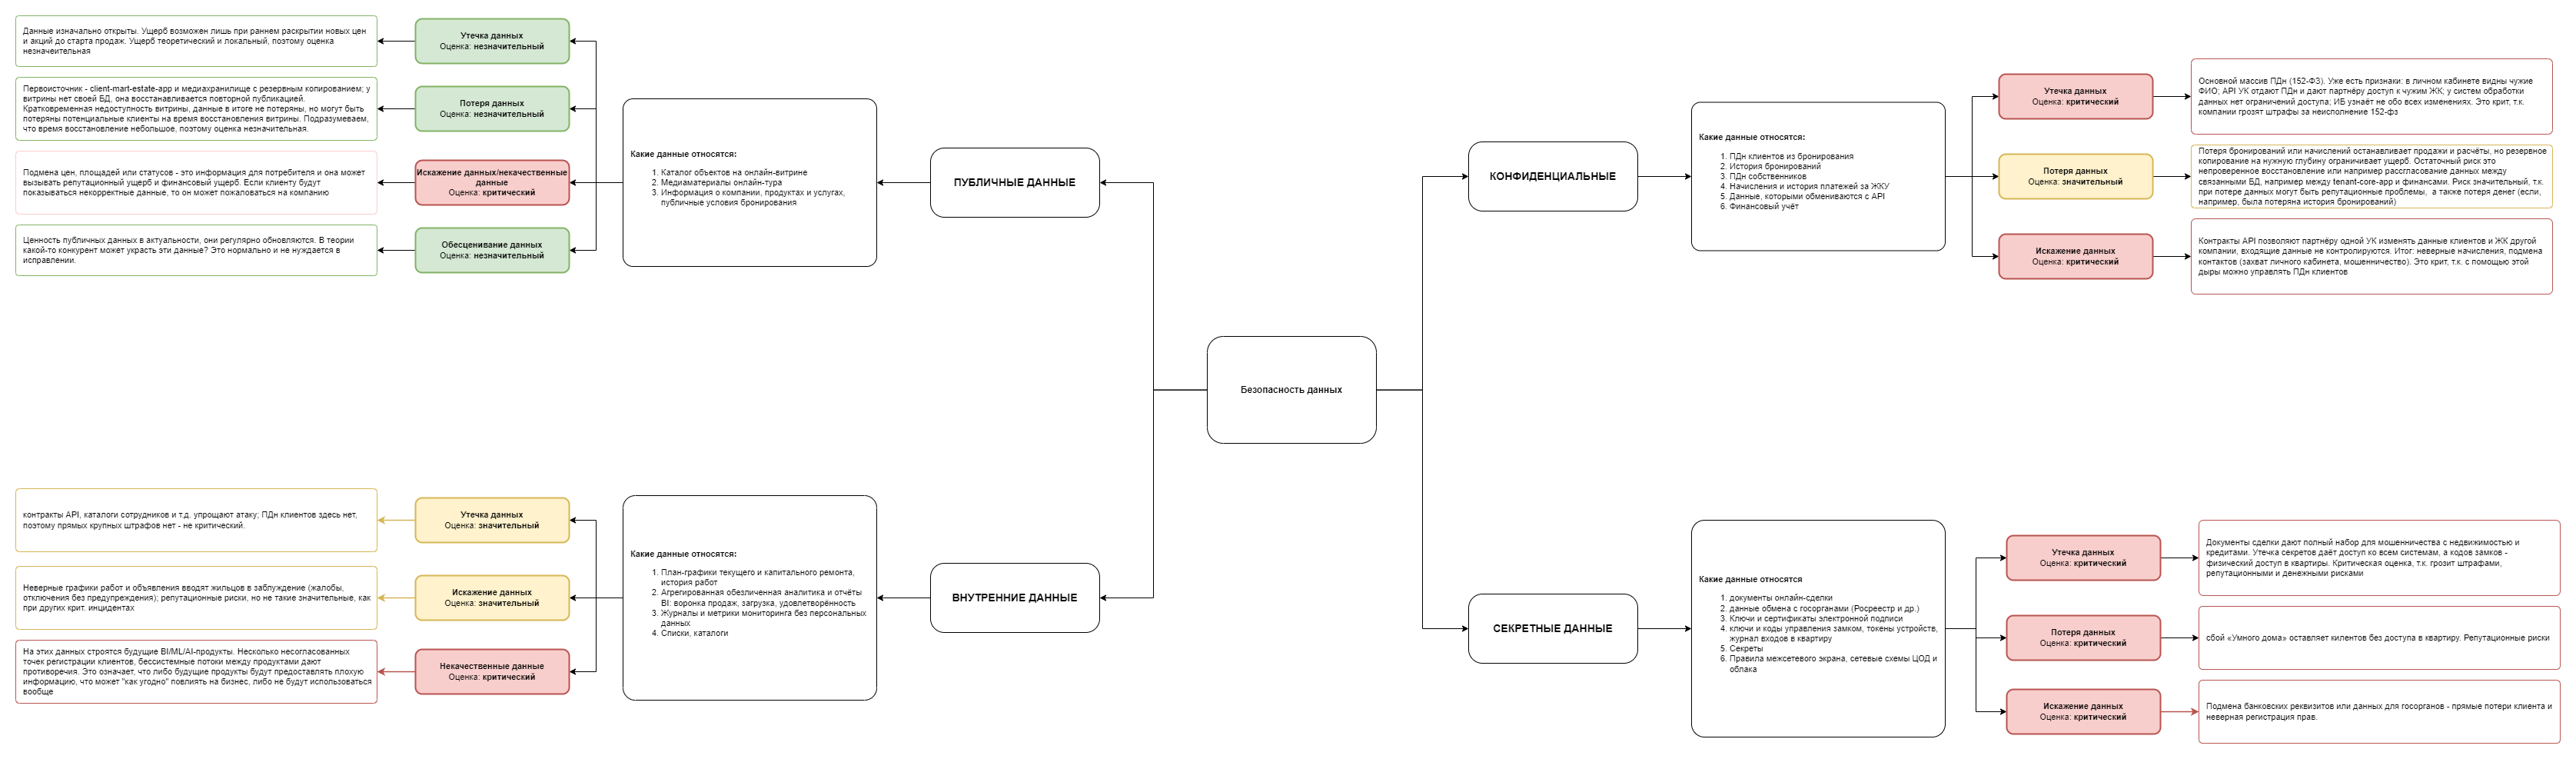 Данные изначально открыты. Ущерб возможен лишь при раннем раскрытии новых цен
и акций до старта продаж. Ущерб теоретический и локальный, поэтому оценка
незначеительная
Утечка данных
Оценка: незначительный
Первоисточник - client-mart-estate-app и медиахранилище с резервным копированием; у
витрины нет своей БД, она восстанавливается повторной публикацией.
Кратковременная недоступность витрины, данные в итоге не потеряны, но могут быть
потеряны потенциальные клиенты на время восстановления витрины. Подразумеваем,
что время восстановление небольшое, поэтому оценка незначительная.
Потеря данных
Оценка: незначительный
Подмена цен, площадей или статусов - это информация для потребителя и она может
вызывать репутационный ущерб и финансовый ущерб. Если клиенту будут
показываться некорректные данные, то он может пожаловаться на компанию
Искажение данных/некачественные
данные
Оценка: критический
Ценность публичных данных в актуальности, они регулярно обновляются. В теории
какой-то конкурент может украсть эти данные? Это нормально и не нуждается в
исправлении.
Обесценивание данных
Оценка: незначительный
Какие данные относятся:
1. Каталог объектов на онлайн-витрине
2. Медиаматериалы онлайн-тура
3. Информация о компании, продуктах и услугах,
публичные условия бронирования
ПУБЛИЧНЫЕ ДАННЫЕ
Безопасность данных
КОНФИДЕНЦИАЛЬНЫЕ
Какие данные относятся:
1. ПДн клиентов из бронирования
2. История бронирований
3. ПДн собственников
4. Начисления и история платежей за ЖКУ
5. Данные, которыми обмениваются с API
6. Финансовый учёт
Утечка данных
Оценка: критический
Основной массив ПДн (152-ФЗ). Уже есть признаки: в личном кабинете видны чужие
ФИО; API УК отдают ПДн и дают партнёру доступ к чужим ЖК; у систем обработки
данных нет ограничений доступа; ИБ узнаёт не обо всех изменениях. Это крит, т.к.
компании грозят штрафы за неисполнение 152-фз
Потеря данных
Оценка: значительный
Потеря бронирований или начислений останавливает продажи и расчёты, но резервное
копирование на нужную глубину ограничивает ущерб. Остаточный риск это
непроверенное восстановление или например рассгласование данных между
связанными БД, например между tenant-core-app и финансами. Риск значительный, т.к.
при потере данных могут быть репутационные проблемы, а также потеря денег (если,
например, была потеряна история бронирований)
Искажение данных
Оценка: критический
Контракты API позволяют партнёру одной УК изменять данные клиентов и ЖК другой
компании, входящие данные не контролируются. Итог: неверные начисления, подмена
контактов (захват личного кабинета, мошенничество). Это крит, т.к. с помощью этой
дыры можно управлять ПДн клиентов
контракты API, каталоги сотрудников и т.д. упрощают атаку; ПДн клиентов здесь нет,
поэтому прямых крупных штрафов нет - не критический.
Утечка данных
Оценка: значительный
Неверные графики работ и объявления вводят жильцов в заблуждение (жалобы,
отключения без предупреждения); репутационные риски, но не такие значительные, как
при других крит. инцидентах
Искажение данных
Оценка: значительный
На этих данных строятся будущие BI/ML/AI-продукты. Несколько несогласованных
точек регистрации клиентов, бессистемные потоки между продуктами дают
противоречия. Это означает, что либо будущие продукты будут предоставлять плохую
информацию, что может "как угодно" повлиять на бизнес, либо не будут использоваться
вообще
Некачественные данные
Оценка: критический
Какие данные относятся:
1. План-графики текущего и капитального ремонта,
история работ
2. Агрегированная обезличенная аналитика и отчёты
BI: воронка продаж, загрузка, удовлетворённость
3. Журналы и метрики мониторинга без персональных
данных
4. Списки, каталоги
ВНУТРЕННИЕ ДАННЫЕ
СЕКРЕТНЫЕ ДАННЫЕ
Какие данные относятся
1. документы онлайн-сделки
2. данные обмена с госорганами (Росреестр и др.)
3. Ключи и сертификаты электронной подписи
4. ключи и коды управления замком, токены устройств,
журнал входов в квартиру
5. Секреты
6. Правила межсетевого экрана, сетевые схемы ЦОД и
облака
Утечка данных
Оценка: критический
Документы сделки дают полный набор для мошенничества с недвижимостью и
кредитами. Утечка секретов даёт доступ ко всем системам, а кодов замков -
физический доступ в квартиры. Критическая оценка, т.к. грозит штрафами,
репутационными и денежными рисками
Потеря данных
Оценка: критический
сбой «Умного дома» оставляет килентов без доступа в квартиру. Репутационные риски
Искажение данных
Оценка: критический
Подмена банковских реквизитов или данных для госорганов - прямые потери клиента и
неверная регистрация прав.